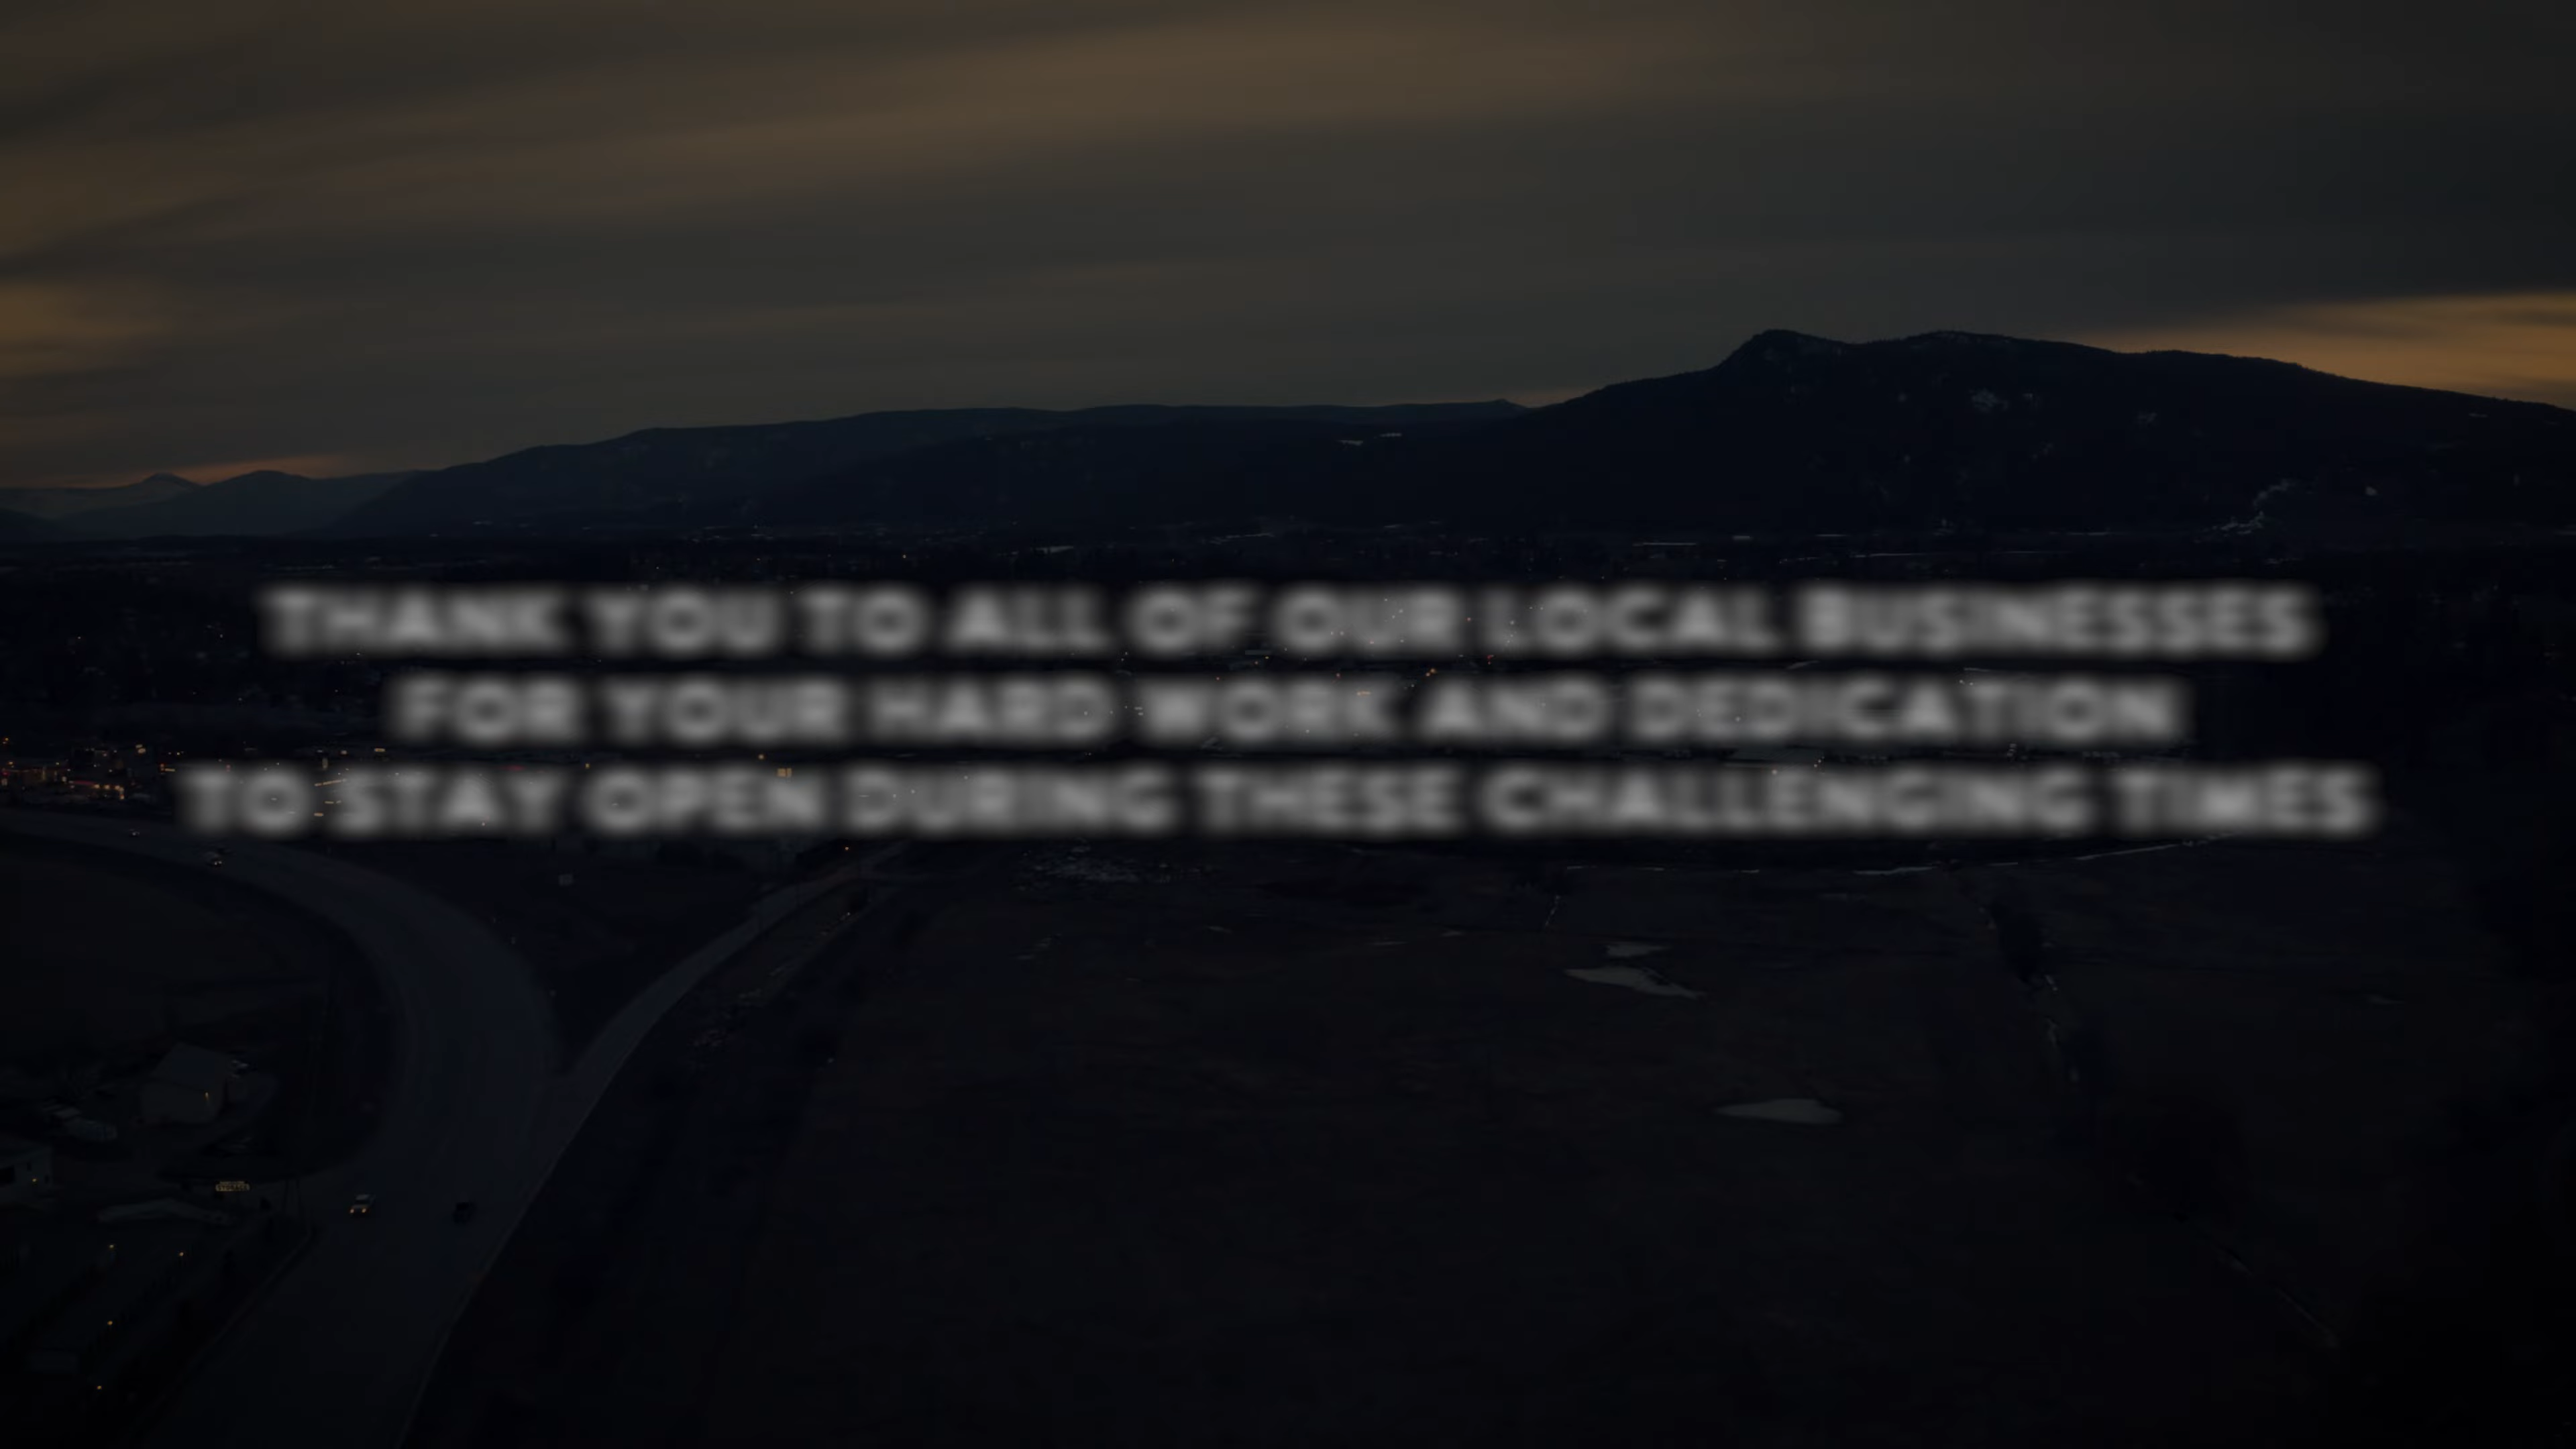 THANK YOU TO ALL OF OUR LOCAL BUSINESSES
FOR YOUR HARD WORK AND DEDICATION
TO STAY OPEN DURING THESE CHALLENGING TIMES